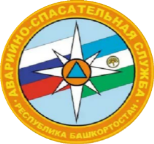 АВАРИЙНО-СПАСАТЕЛЬНАЯ СЛУЖБА
РЕСПУБЛИКА БАШКОРТОСТАН